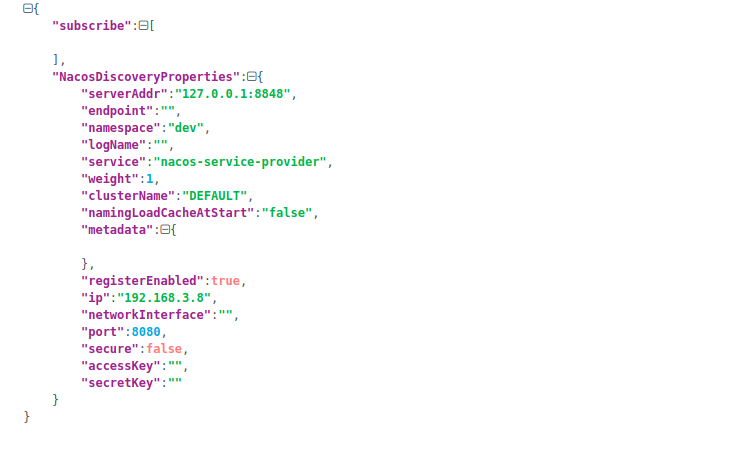 {
"subscribe":[
],
"NacosDiscoveryProperties":{
"serverAddr":"127.0.0.1:8848",
"endpoint":"",
"namespace":"dev",
"logName":"",
"service":"nacos-service-provider",
"weight":1,
"clusterName":"DEFAULT",
"namingLoadCacheAtStart":"false",
"metadata":{
},
"registerEnabled":true,
"ip":"192.168.3.8",
"networkInterface":"",
"port":8080,
"secure":false,
"accessKey":"",
"secretKey":""
}
}